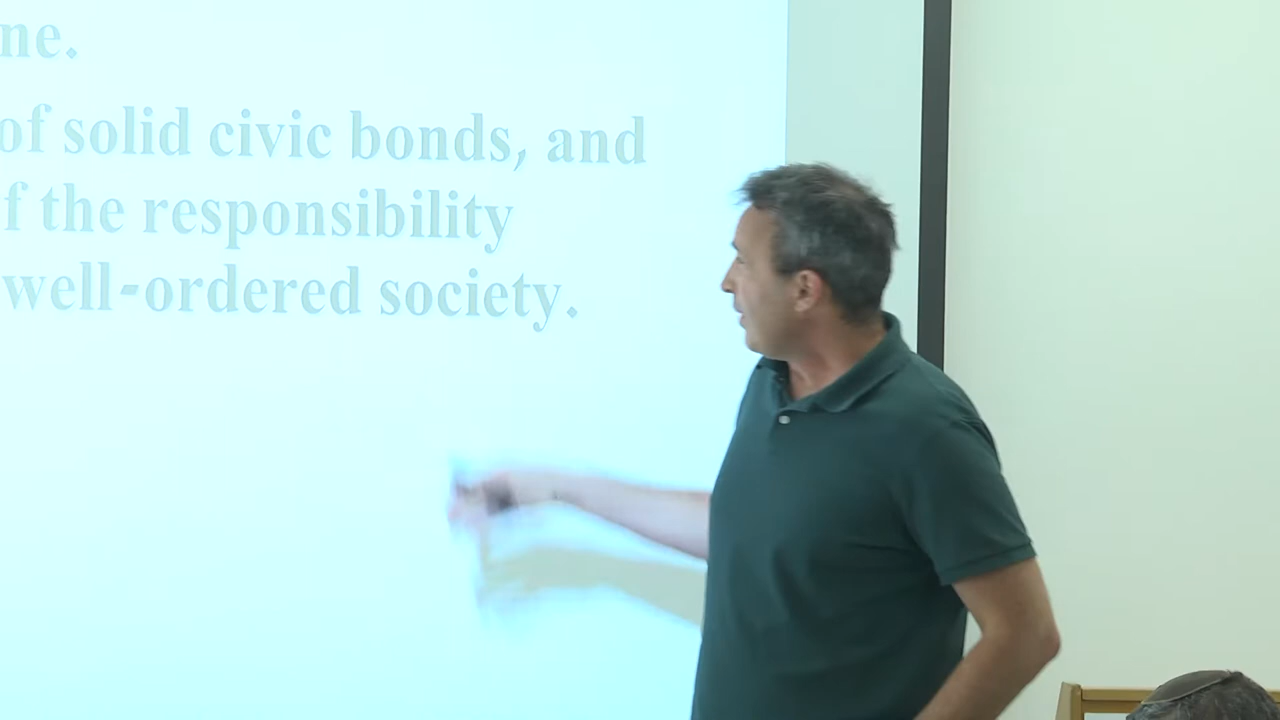 ne.
of solid civic bonds, and
f the responsibility
well-ordered society.